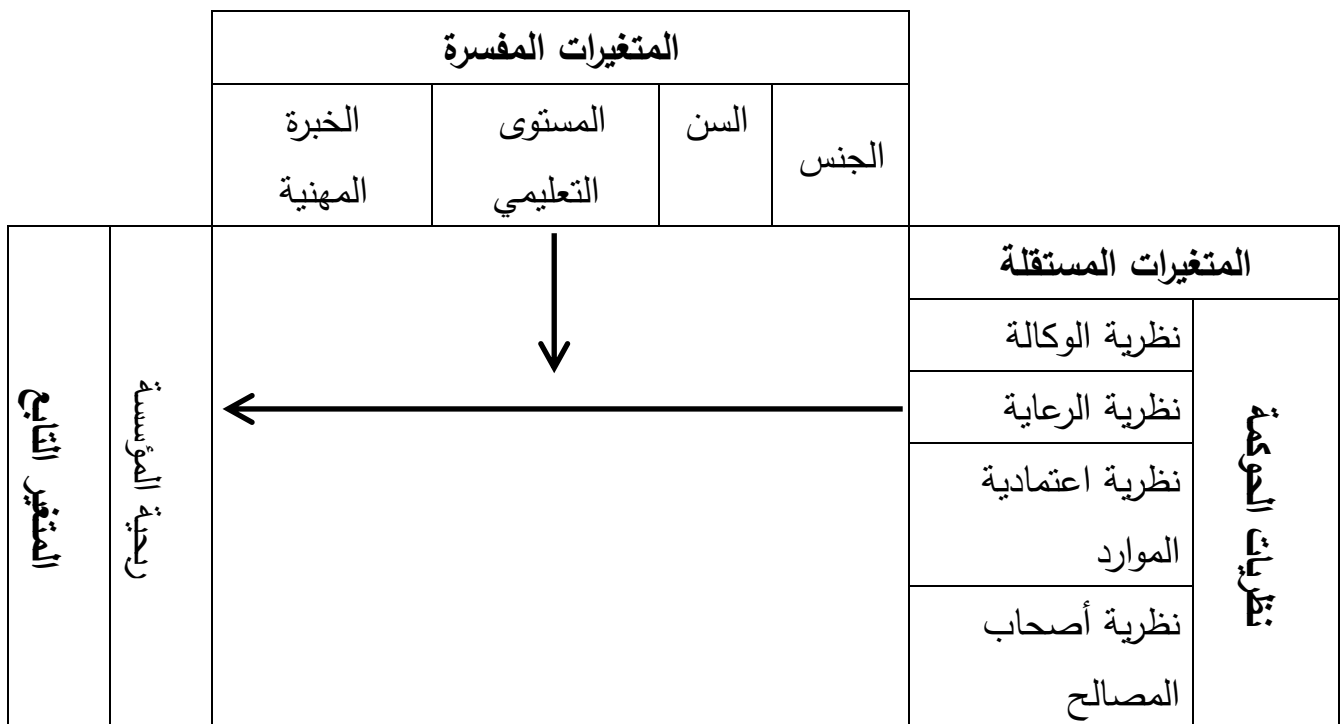 المتغيرات المفسرة
الجنس
السن
المستوى
التعليمي
الخبرة
المهنية
المتغيرات المستقلة
نظريات الحوكمة
نظرية الوكالة
نظرية الرعاية
نظرية اعتمادية
الموارد
نظرية أصحاب
المصالح
ربحية المؤسسة
المتغير التابع